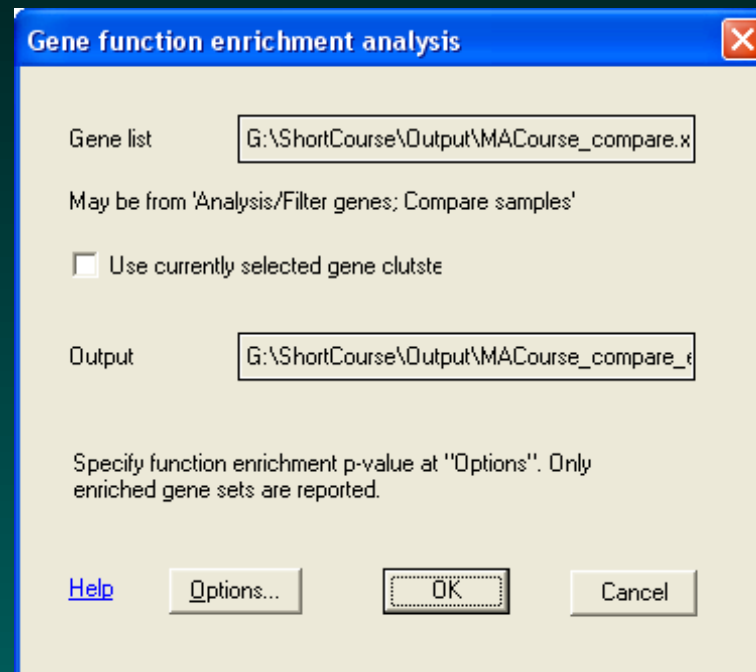 Gene function enrichment analysis
Gene list G:\ShortCourse\Output\MACourse_compare.x
May be from 'Analysis/Filter genes; Compare samples'
Use currently selected gene clutste
Output G:\ShortCourse\Output\MACourse_compare_e
Specify function enrichment p-value at "Options". Only
enriched gene sets are reported.
Help Options... OK Cancel